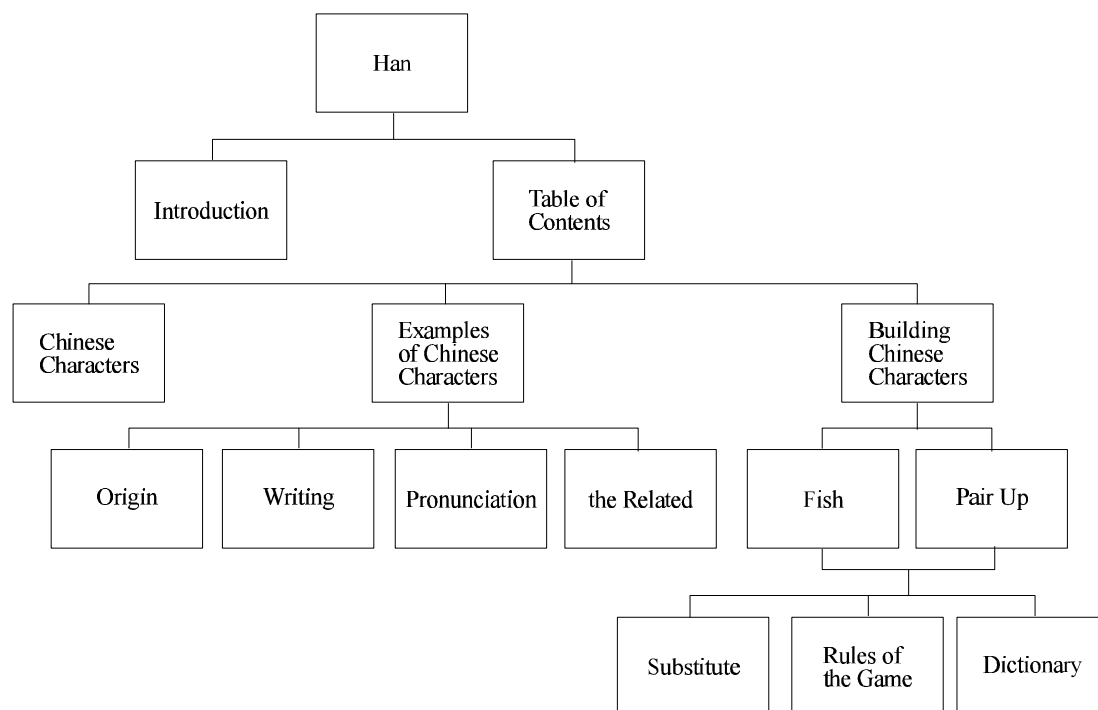 Han
Introduction
Table of
Contents
Chinese
Characters
Examples
of Chinese
Characters
Building
Chinese
Characters
Origin
Writing
Pronunciation
the Related
Fish
Pair Up
Substitute
Rules of
the Game
Dictionary